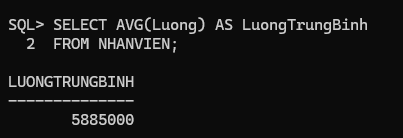 SQL> SELECT AVG(Luong) AS LuongTrungBinh
  2  FROM NHANVIEN;
LUONGTRUNGBINH
--------------
       5885000